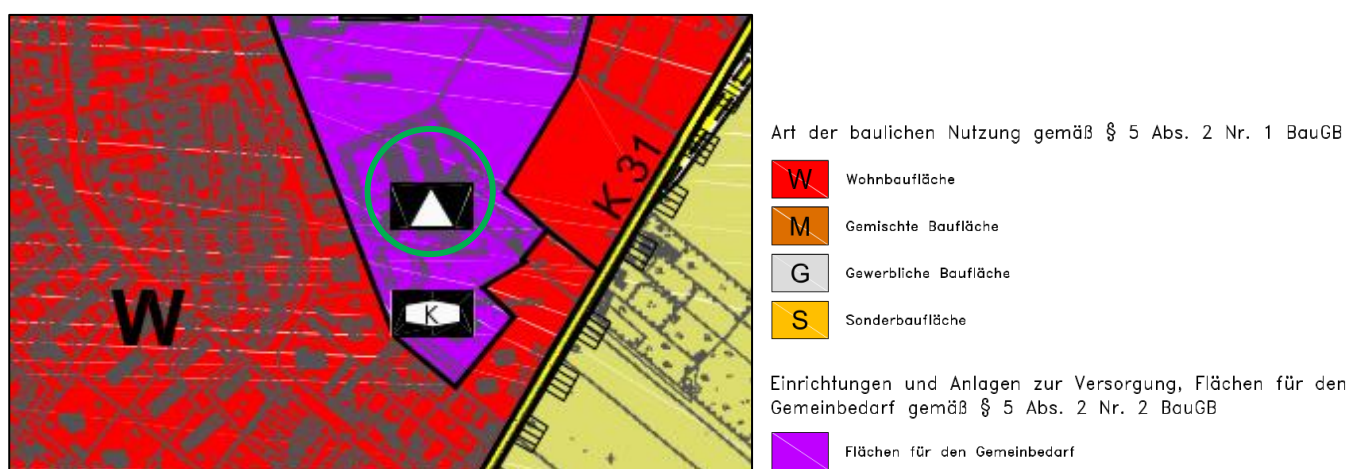 K 31
W
K
Art der baulichen Nutzung gemäß § 5 Abs. 2 Nr. 1 BauGB
W Wohnbaufläche
M Gemischte Baufläche
G Gewerbliche Baufläche
S Sonderbaufläche
Einrichtungen und Anlagen zur Versorgung, Flächen für den
Gemeinbedarf gemäß § 5 Abs. 2 Nr. 2 BauGB
Flächen für den Gemeinbedarf